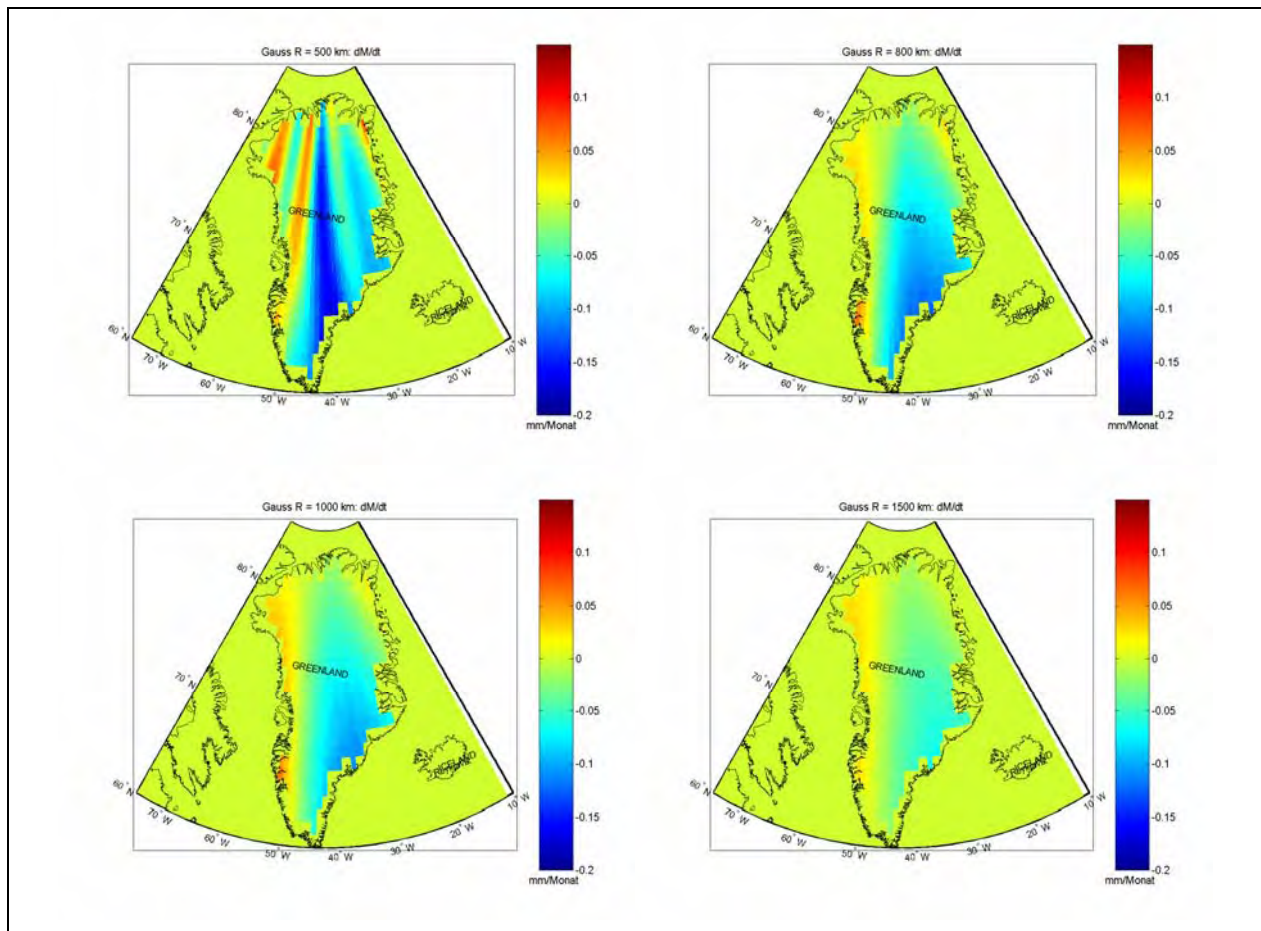 Gauss R = 500 km: dM/dt
80° N
70° N
60° N
70° W
60° W
50° W
40° W
30° W
20° W
10° W
GREENLAND
0.1
0.05
0
-0.05
-0.1
-0.15
-0.2
mm/Monat
Gauss R = 800 km: dM/dt
80° N
70° N
60° N
70° W
60° W
50° W
40° W
30° W
20° W
10° W
GREENLAND
0.1
0.05
0
-0.05
-0.1
-0.15
-0.2
mm/Monat
Gauss R = 1000 km: dM/dt
80° N
70° N
60° N
70° W
60° W
50° W
40° W
30° W
20° W
10° W
GREENLAND
0.1
0.05
0
-0.05
-0.1
-0.15
-0.2
mm/Monat
Gauss R = 1500 km: dM/dt
80° N
70° N
60° N
70° W
60° W
50° W
40° W
30° W
20° W
10° W
GREENLAND
0.1
0.05
0
-0.05
-0.1
-0.15
-0.2
mm/Monat